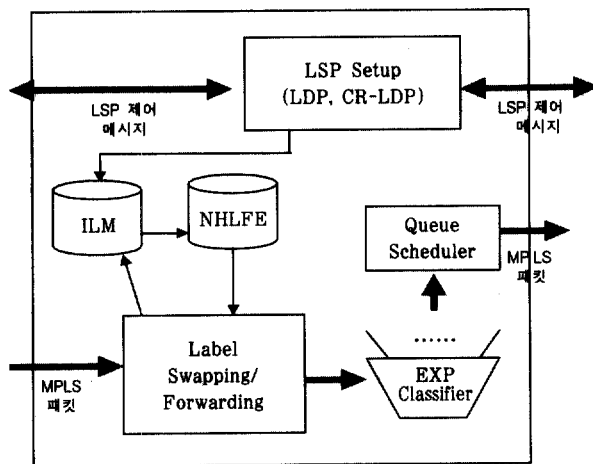 LSP Setup
(LDP, CR-LDP)
LSP 제어
메시지
LSP 제어
메시지
ILM
NHLFE
Queue
Scheduler
MPLS
패킷
Label
Swapping/
Forwarding
MPLS
패킷
......
EXP
Classifier